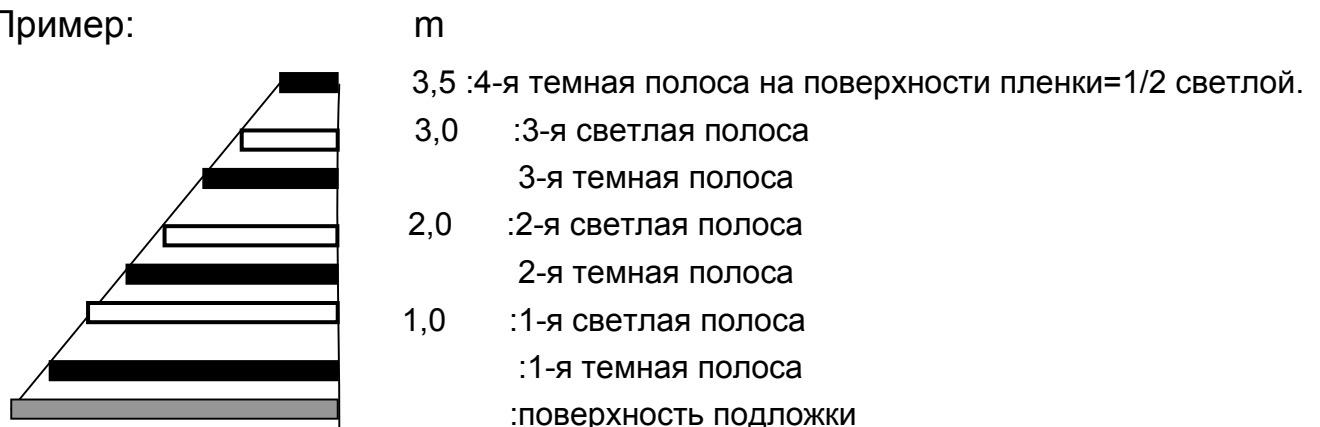 Пример: m
3,5 :4-я темная полоса на поверхности пленки=1/2 светлой.
3,0 :3-я светлая полоса
3-я темная полоса
2,0 :2-я светлая полоса
2-я темная полоса
1,0 :1-я светлая полоса
:1-я темная полоса
:поверхность подложки